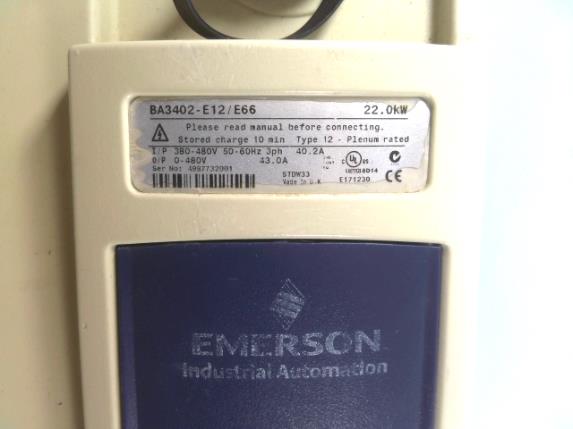 BA3402-E12/E66 22.0kW
Please read manual before connecting.
Stored charge 10 min Type 12 - Plenum rated
I/P 380-480V 50-60Hz 3ph 40.2A
O/P 0-480V 43.0A
Ser No: 4997732001
STDW33
Made in U.K
E171230
c UL us
CE
EMERSON
Industrial Automation